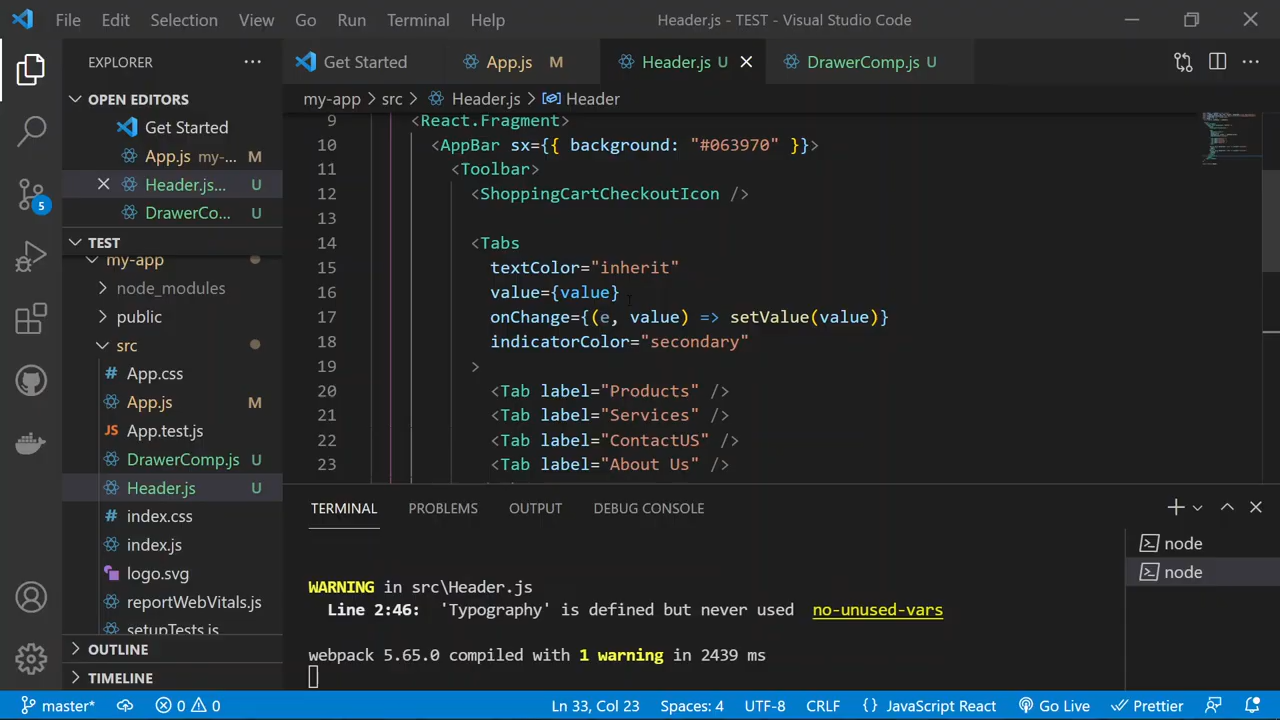 File Edit Selection View Go Run Terminal Help Header.js - TEST - Visual Studio Code
EXPLORER
Get Started
App.js M
Header.js U
DrawerComp.js U
OPEN EDITORS
Get Started
App.js my-... M
Header.js... U
DrawerCo... U
TEST
my-app
node_modules
public
src
App.css
App.js M
App.test.js
DrawerComp.js U
Header.js U
index.css
index.js
logo.svg
reportWebVitals.js
setupTests.js
OUTLINE
TIMELINE
5
my-app > src > Header.js > Header
9 <React.Fragment>
10 <AppBar sx={{ background: "#063970" }}>
11 <Toolbar>
12 <ShoppingCartCheckoutIcon />
13
14 <Tabs
15 textColor="inherit"
16 value={value}
17 onChange={(e, value) => setValue(value)}
18 indicatorColor="secondary"
19 >
20 <Tab label="Products" />
21 <Tab label="Services" />
22 <Tab label="ContactUS" />
23 <Tab label="About Us" />
TERMINAL PROBLEMS OUTPUT DEBUG CONSOLE
WARNING in src\Header.js
Line 2:46: 'Typography' is defined but never used no-unused-vars
webpack 5.65.0 compiled with 1 warning in 2439 ms
node
node
master* 0 0 Ln 33, Col 23 Spaces: 4 UTF-8 CRLF {} JavaScript React Go Live Prettier